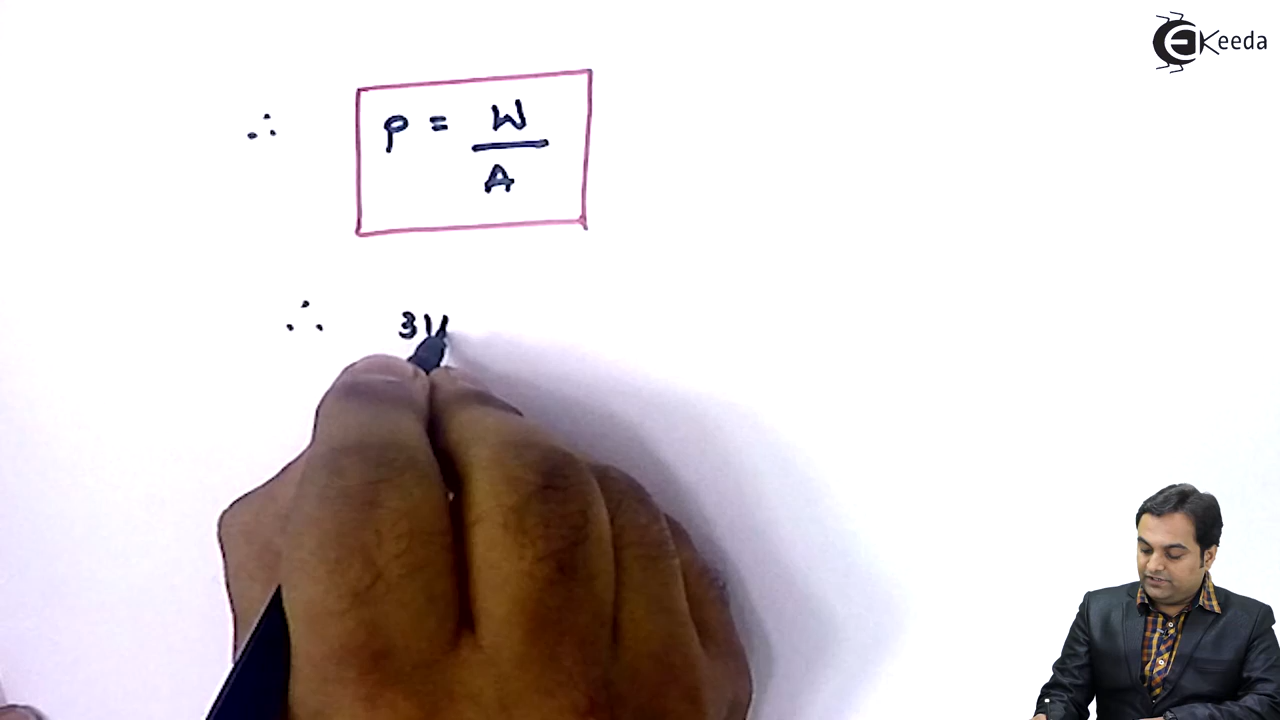 EKeeda
∴ P = W / A
∴ 31